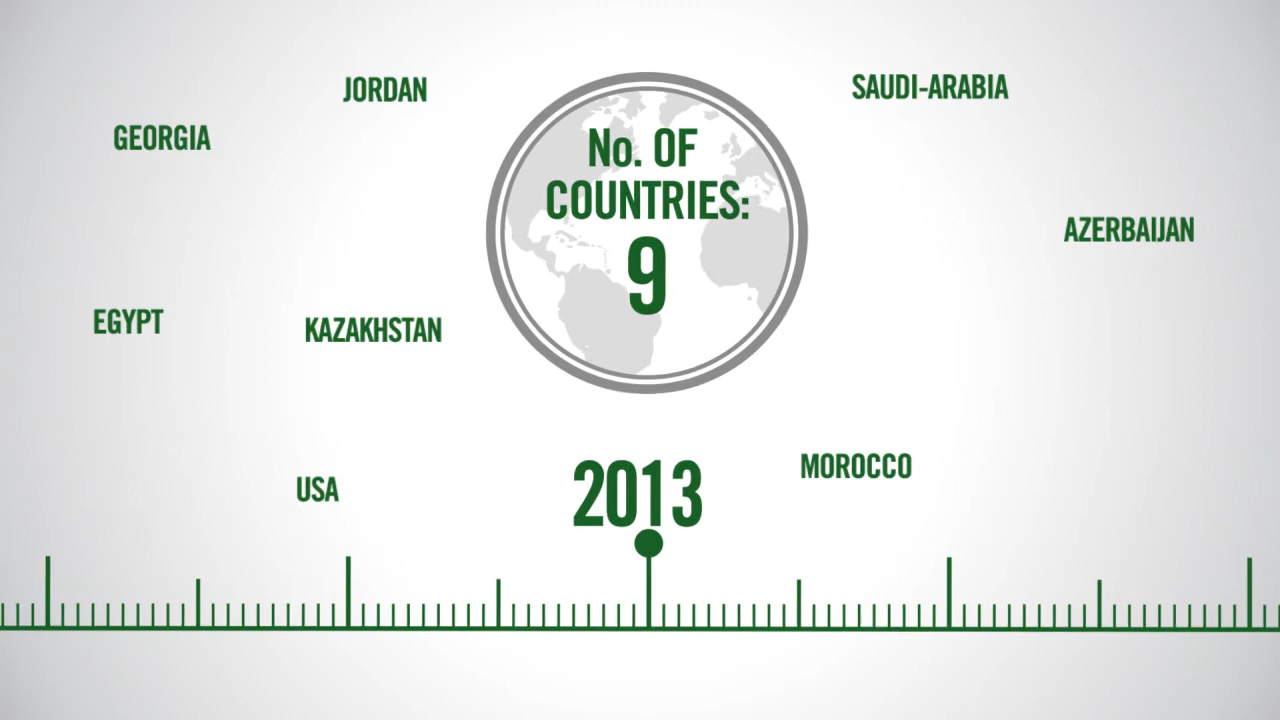 JORDAN
SAUDI-ARABIA
GEORGIA
No. OF
COUNTRIES:
9
AZERBAIJAN
EGYPT
KAZAKHSTAN
MOROCCO
USA
2013